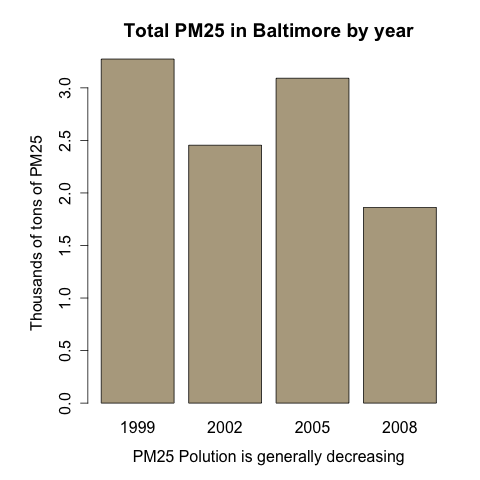 Total PM25 in Baltimore by year
Thousands of tons of PM25
3.0
2.5
2.0
1.5
1.0
0.5
0.0
1999 2002 2005 2008
PM25 Polution is generally decreasing